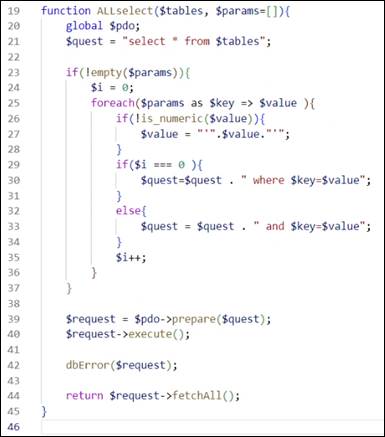 19 function ALLselect($tables, $params=[]){
20     global $pdo;
21     $quest = "select * from $tables";
22
23     if(!empty($params)){
24         $i = 0;
25         foreach($params as $key => $value ){
26             if(!is_numeric($value)){
27                 $value = "'".$value."'";
28             }
29             if($i === 0 ){
30                 $quest=$quest . " where $key=$value";
31             }
32             else{
33                 $quest = $quest . " and $key=$value";
34             }
35             $i++;
36         }
37     }
38
39     $request = $pdo->prepare($quest);
40     $request->execute();
41
42     dbError($request);
43
44     return $request->fetchAll();
45 }
46